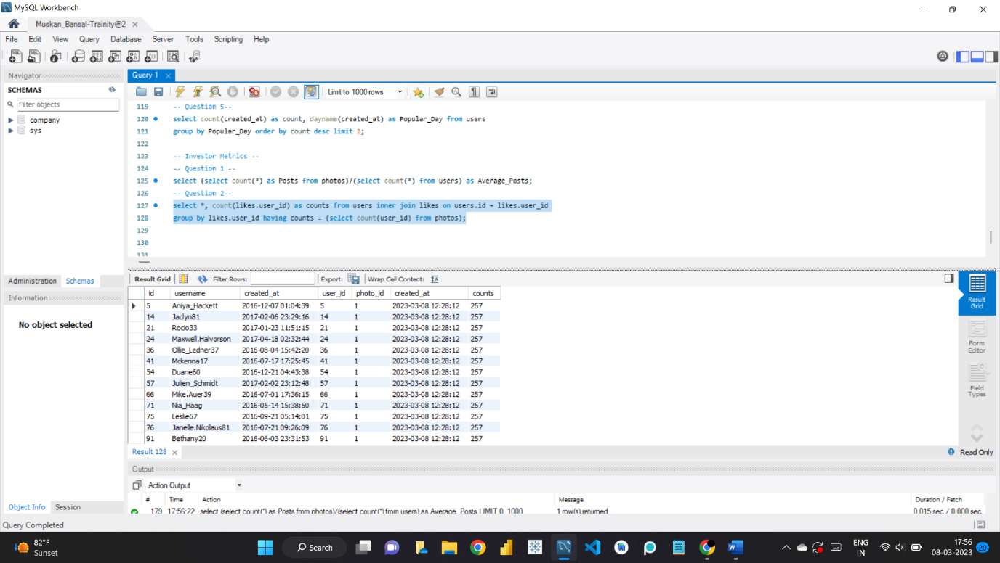 MySQL Workbench
Muskan_Bansal-Trainity@2
File Edit View Query Database Server Tools Scripting Help
Navigator
SCHEMAS
Filter objects
company
sys
Administration Schemas
Information
No object selected
Object Info Session
Query Completed
Query 1
Limit to 1000 rows
119 -- Question 5--
120 select count(created_at) as count, dayname(created_at) as Popular_Day from users
121 group by Popular_Day order by count desc limit 2;
122
123 -- Investor Metrics --
124 -- Question 1 --
125 select (select count(*) as Posts from photos)/(select count(*) from users) as Average_Posts;
126 -- Question 2--
127 select *, count(likes.user_id) as counts from users inner join likes on users.id = likes.user_id
128 group by likes.user_id having counts = (select count(user_id) from photos);
129
130
131
Result Grid Filter Rows: Export: Wrap Cell Content:
id username created_at user_id photo_id created_at counts
5 Aniya_Hackett 2016-12-07 01:04:39 5 1 2023-03-08 12:28:12 257
14 Jaclyn81 2017-02-06 23:29:16 14 1 2023-03-08 12:28:12 257
21 Rocio33 2017-01-23 11:51:15 21 1 2023-03-08 12:28:12 257
24 Maxwell.Halvorson 2017-04-18 02:32:44 24 1 2023-03-08 12:28:12 257
36 Ollie_Ledner37 2016-08-04 15:42:20 36 1 2023-03-08 12:28:12 257
41 Mckenna17 2016-07-17 17:25:45 41 1 2023-03-08 12:28:12 257
54 Duane60 2016-12-21 04:43:38 54 1 2023-03-08 12:28:12 257
57 Julien_Schmidt 2017-02-02 23:12:48 57 1 2023-03-08 12:28:12 257
66 Mike.Auer39 2016-07-01 17:36:15 66 1 2023-03-08 12:28:12 257
71 Nia_Haag 2016-05-14 15:38:50 71 1 2023-03-08 12:28:12 257
75 Leslie67 2016-09-21 05:14:01 75 1 2023-03-08 12:28:12 257
76 Janelle.Nikolaus81 2016-07-21 09:26:09 76 1 2023-03-08 12:28:12 257
91 Bethany20 2016-06-03 23:31:53 91 1 2023-03-08 12:28:12 257
Result Grid
Form Editor
Field Types
Result 128
Read Only
Output
Action Output
# Time Action Message Duration / Fetch
179 17:56:22 select (select count(*) as Posts from photos)/(select count(*) from users) as Average_Posts LIMIT 0, 1000 1 row(s) returned 0.015 sec / 0.000 sec
82°F
Sunset
Search
ENG
IN
17:56
08-03-2023
20